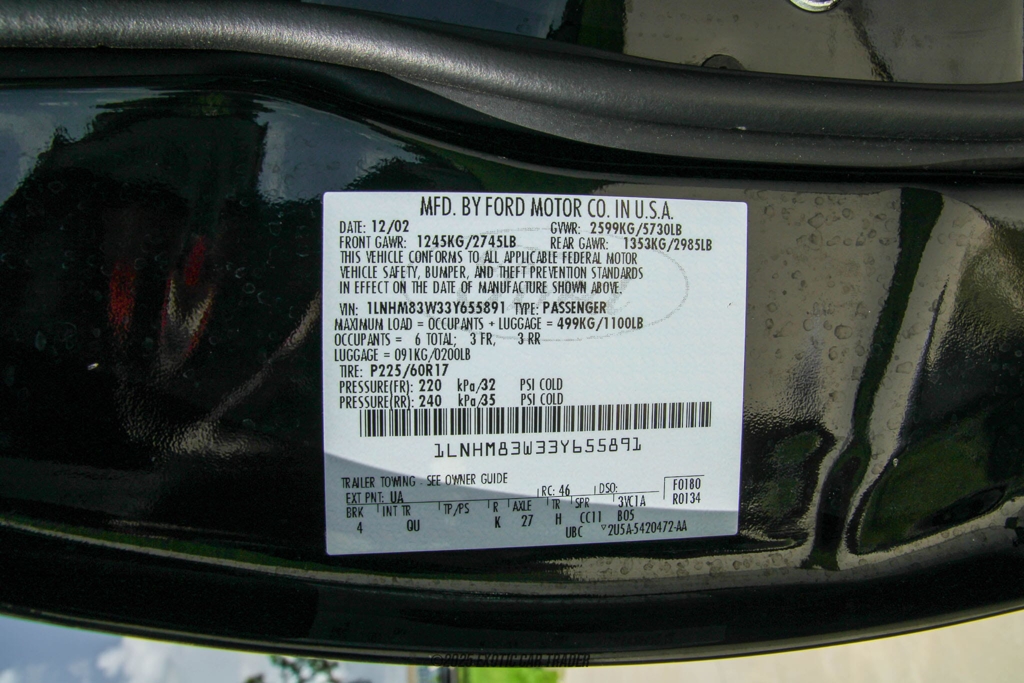 MFD. BY FORD MOTOR CO. IN U.S.A.
DATE: 12/02 GVWR: 2599KG/5730LB
FRONT GAWR: 1245KG/2745LB REAR GAWR: 1353KG/2985LB
THIS VEHICLE CONFORMS TO ALL APPLICABLE FEDERAL MOTOR
VEHICLE SAFETY, BUMPER, AND THEFT PREVENTION STANDARDS
IN EFFECT ON THE DATE OF MANUFACTURE SHOWN ABOVE.
VIN: 1LNHM83W33Y655891 TYPE: PASSENGER
MAXIMUM LOAD = OCCUPANTS + LUGGAGE = 499KG/1100LB
OCCUPANTS = 6 TOTAL; 3 FR, 3 RR
LUGGAGE = 091KG/0200LB
TIRE: P225/60R17
PRESSURE(FR): 220 kPa/32 PSI COLD
PRESSURE(RR): 240 kPa/35 PSI COLD
1LNHM83W33Y655891
TRAILER TOWING - SEE OWNER GUIDE
EXT PNT: UA RC: 46 DSO: F0180
R0134
BRK INT TR TP/PS R AXLE TR SPR 3VC1A
4 QU K 27 H CC11 B05
UBC 2U5A-5420472-AA
©2025 EXOTIC CAR TRADER